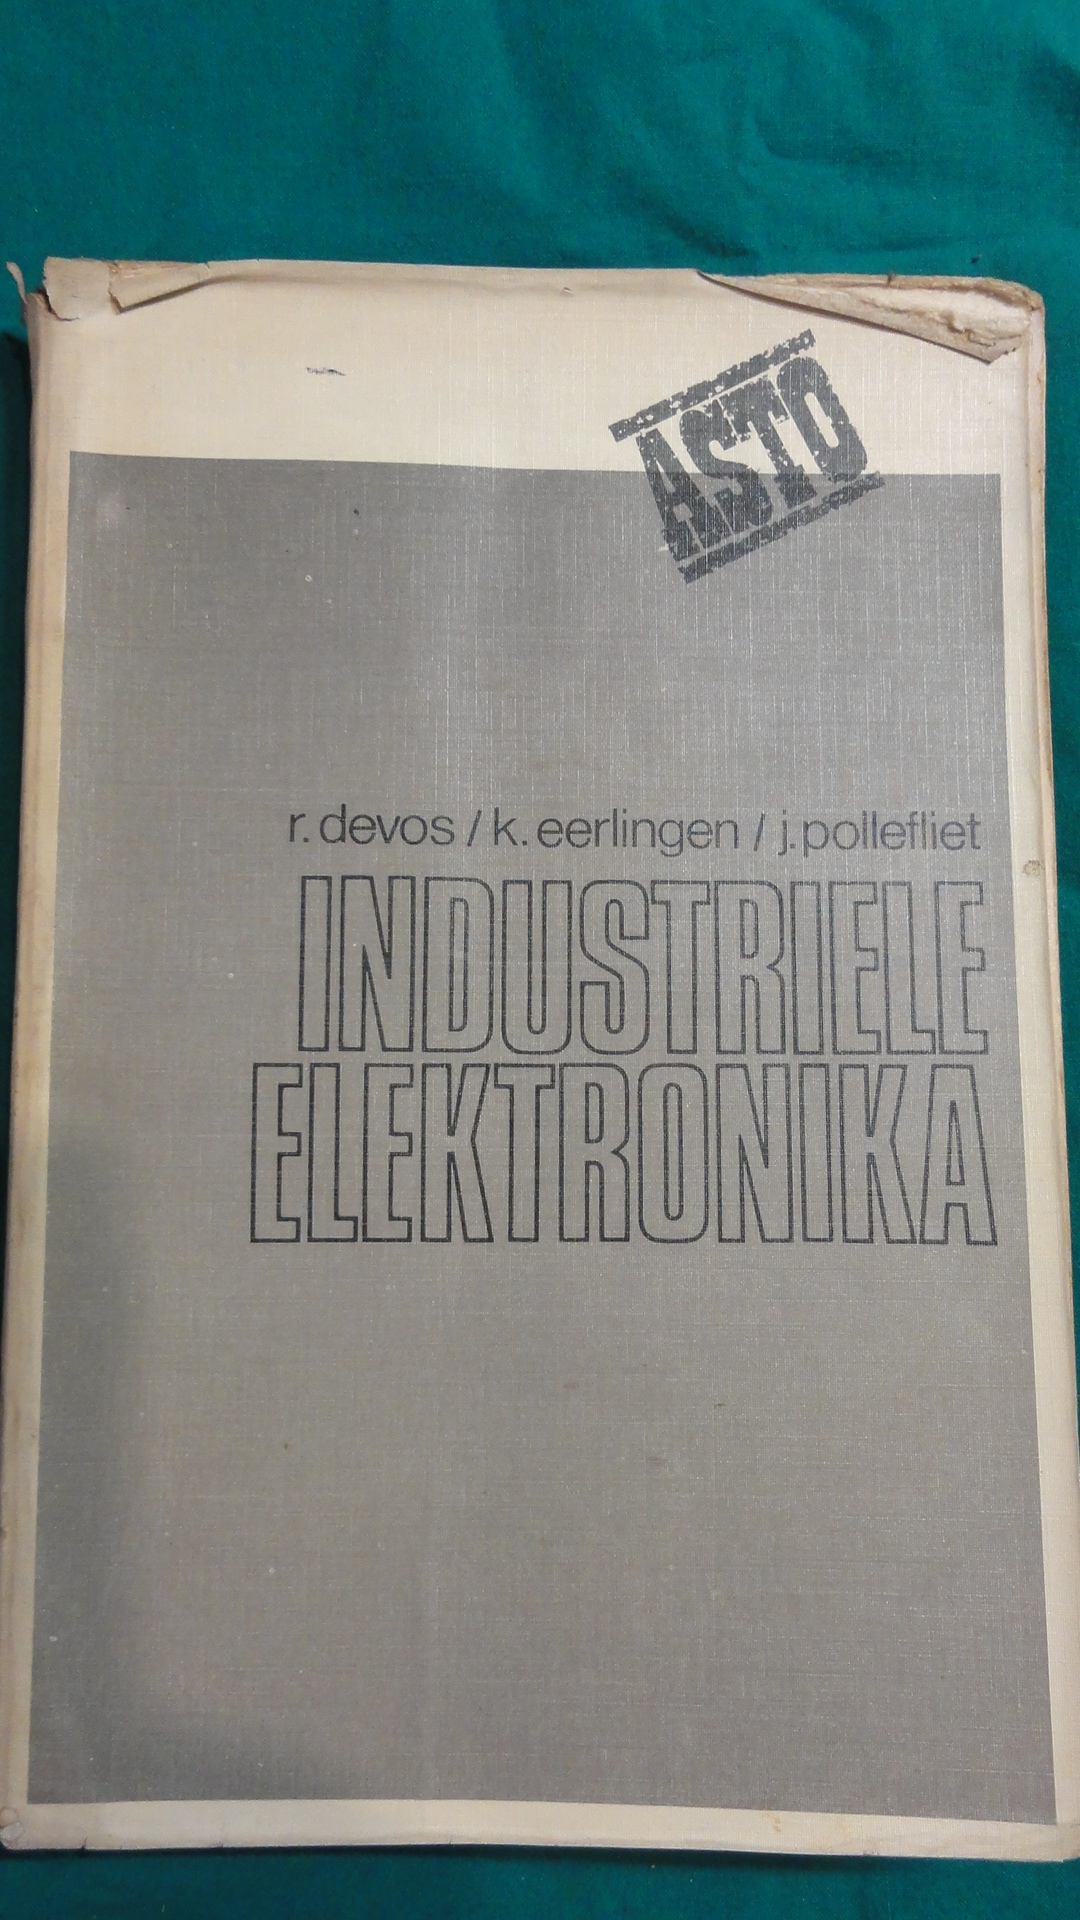 ASTO
r. devos / k. eerlingen / j. pollefliet
INDUSTRIELE
ELEKTRONIKA